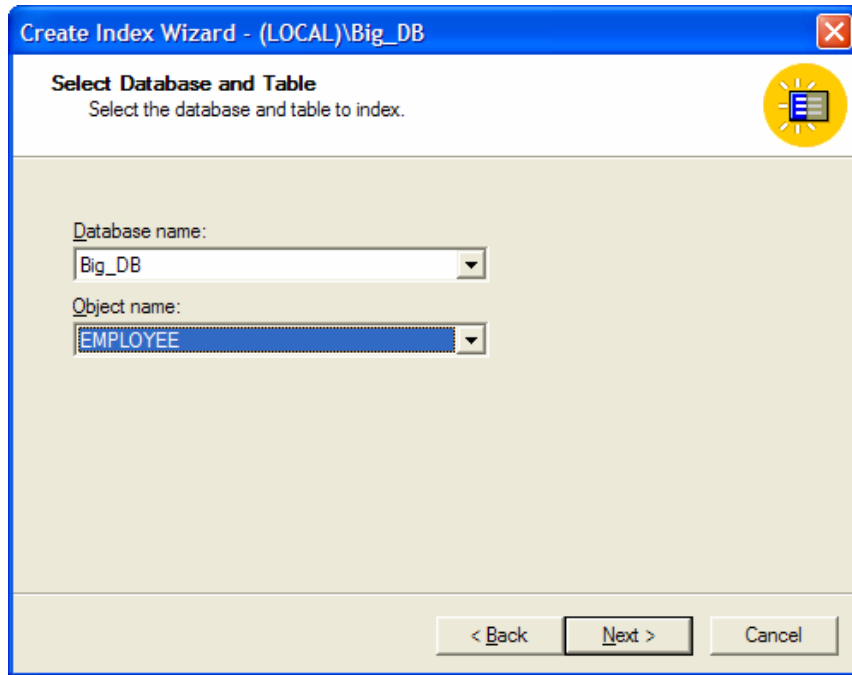 Create Index Wizard - (LOCAL)\Big_DB
Select Database and Table
Select the database and table to index.
Database name:
Big_DB
Object name:
EMPLOYEE
< Back Next > Cancel